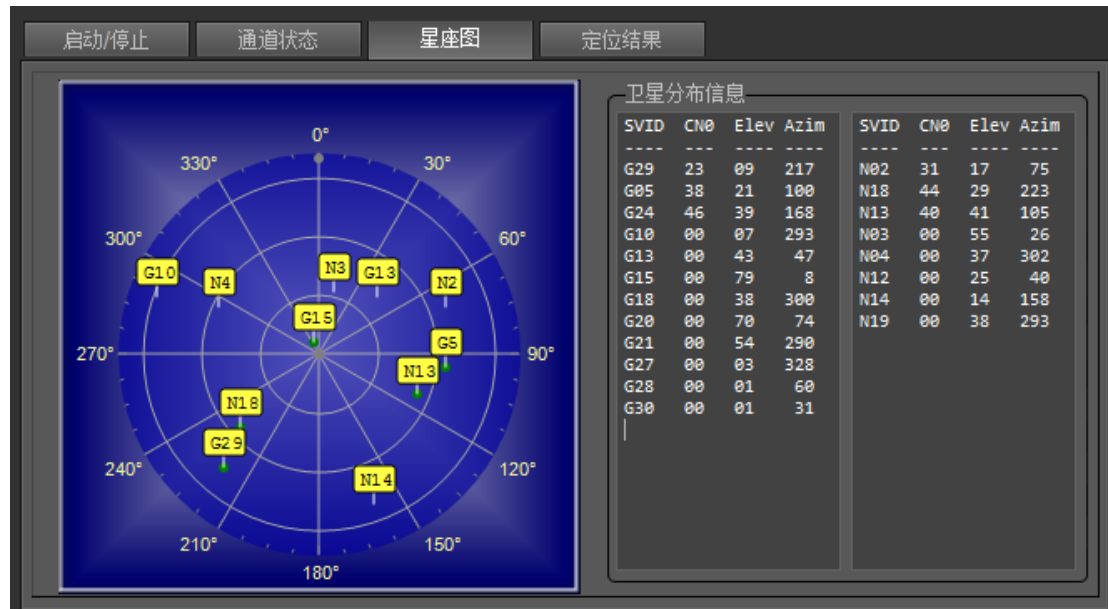 启动/停止 通道状态 星座图 定位结果
卫星分布信息
0°
330° 30°
300° 60°
G10 N4 N3 G13 N2
G15
G5
270° 90°
N13
N18
G29
240° 120°
N14
210° 150°
180°
SVID CN0 Elev Azim
---- --- ---- ----
G29 23 09 217
G05 38 21 100
G24 46 39 168
G10 00 07 293
G13 00 43 47
G15 00 79 8
G18 00 38 300
G20 00 70 74
G21 00 54 290
G27 00 03 328
G28 00 01 60
G30 00 01 31
SVID CN0 Elev Azim
---- --- ---- ----
N02 31 17 75
N18 44 29 223
N13 40 41 105
N03 00 55 26
N04 00 37 302
N12 00 25 40
N14 00 14 158
N19 00 38 293